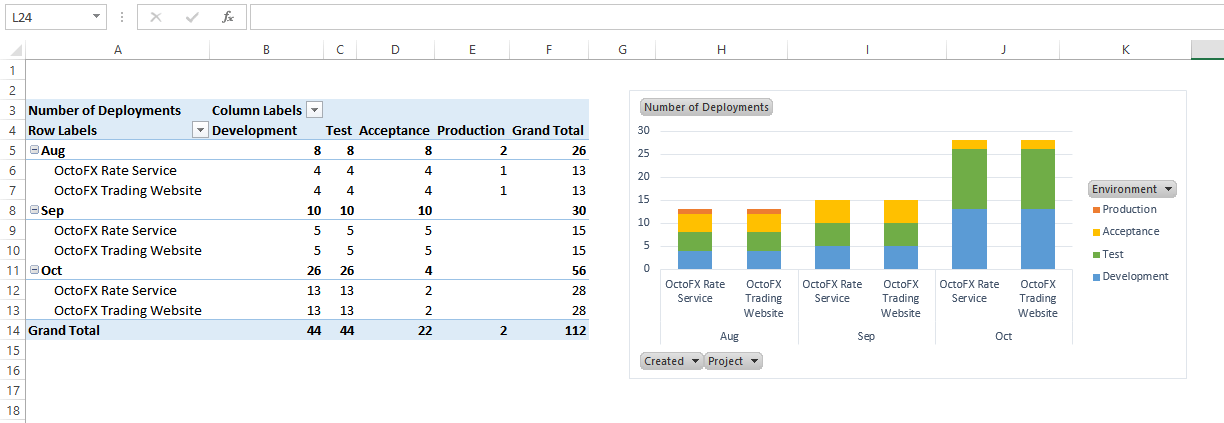 L24 fx
A B C D E F G H I J K
1
2
3 Number of Deployments Column Labels
4 Row Labels Development Test Acceptance Production Grand Total
5 Aug 8 8 8 2 26
6 OctoFX Rate Service 4 4 4 1 13
7 OctoFX Trading Website 4 4 4 1 13
8 Sep 10 10 10 30
9 OctoFX Rate Service 5 5 5 15
10 OctoFX Trading Website 5 5 5 15
11 Oct 26 26 4 56
12 OctoFX Rate Service 13 13 2 28
13 OctoFX Trading Website 13 13 2 28
14 Grand Total 44 44 22 2 112
15
16
17
18
Number of Deployments
30
25
20
15
10
5
0
OctoFX Rate OctoFX OctoFX Rate OctoFX OctoFX Rate OctoFX
Service Trading Service Trading Service Trading
Website Website Website
Aug Sep Oct
Environment
Production
Acceptance
Test
Development
Created Project